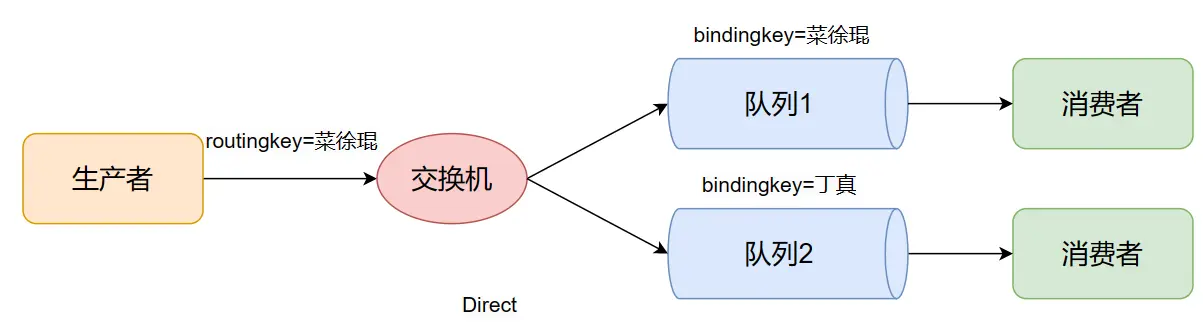 bindingkey=菜徐琨
队列1
消费者
routingkey=菜徐琨
生产者
交换机
bindingkey=丁真
队列2
消费者
Direct